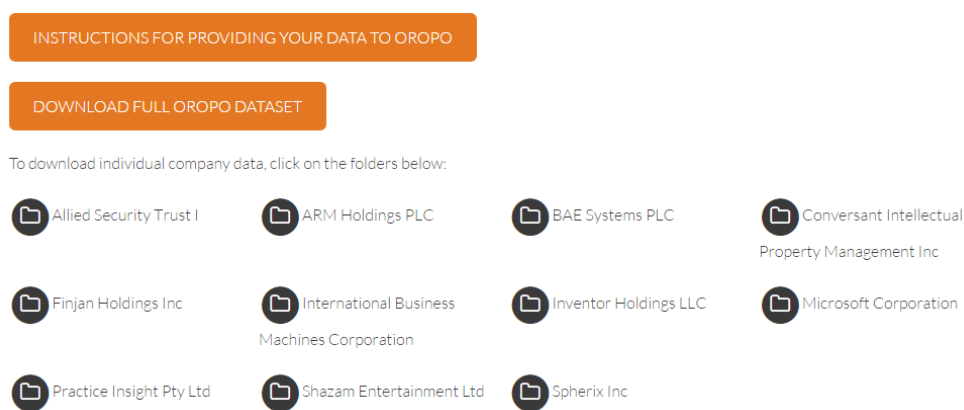 INSTRUCTIONS FOR PROVIDING YOUR DATA TO OROPO
DOWNLOAD FULL OROPO DATASET
To download individual company data, click on the folders below:
Allied Security Trust I
ARM Holdings PLC
BAE Systems PLC
Conversant Intellectual
Property Management Inc
Finjan Holdings Inc
International Business
Machines Corporation
Inventor Holdings LLC
Microsoft Corporation
Practice Insight Pty Ltd
Shazam Entertainment Ltd
Spherix Inc